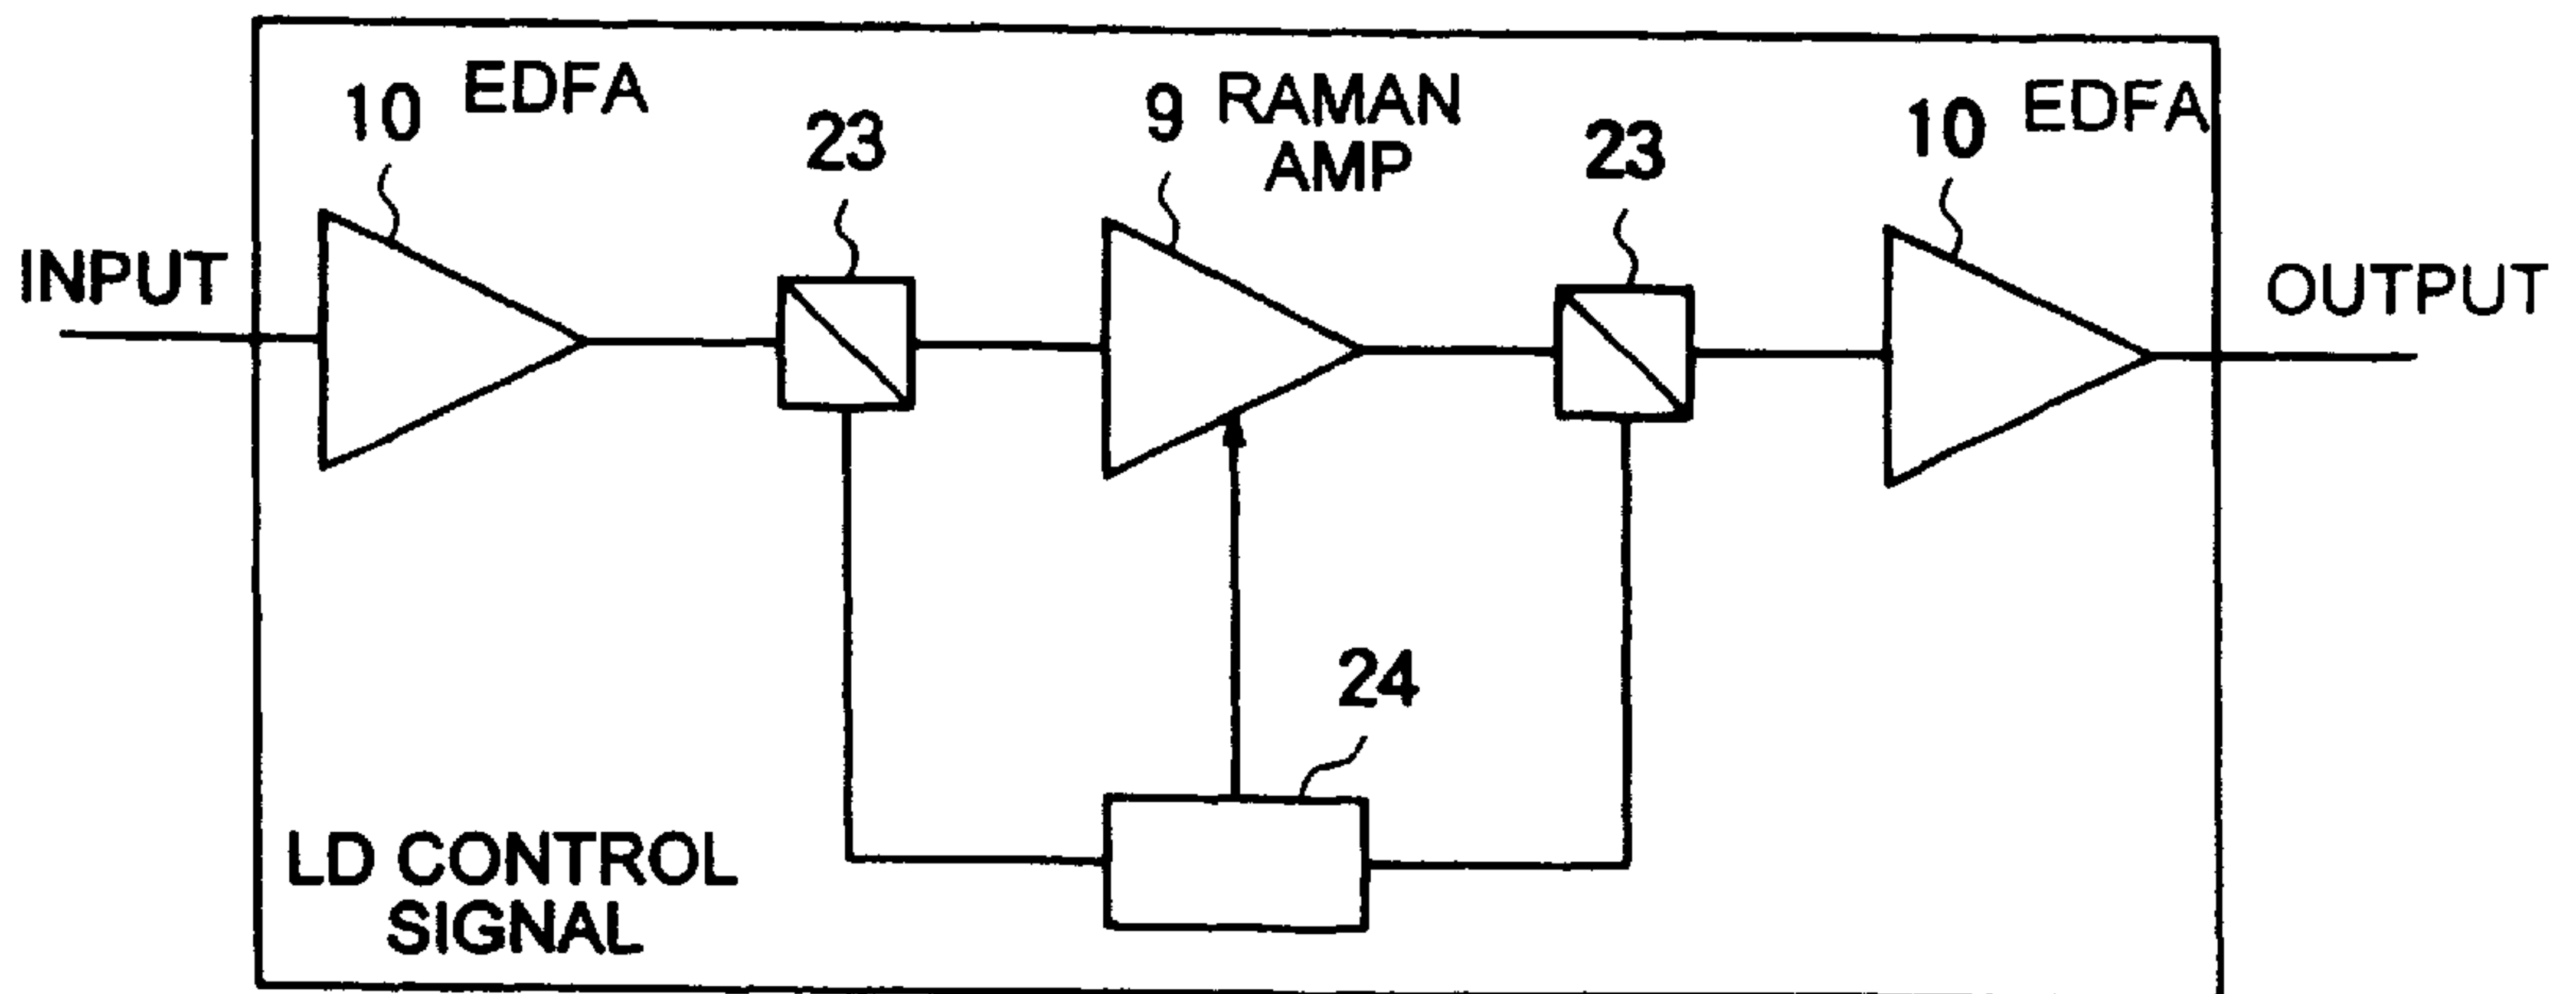 10 EDFA
23
9 RAMAN
AMP
23
10 EDFA
INPUT
OUTPUT
24
LD CONTROL
SIGNAL